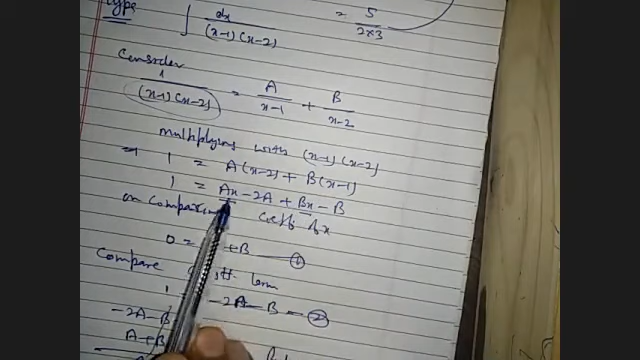 Type ∫ dx / (x-1)(x-2)
= 5 / 2×3
Consider
1 / (x-1)(x-2) = A / x-1 + B / x-2
Multiplying with (x-1)(x-2)
⇒ 1 = A(x-2) + B(x-1)
1 = Ax - 2A + Bx - B
on comparing coeff of x
0 = +B — ①
Compare term
1 -2A - B — ②
-2A - B
A+B